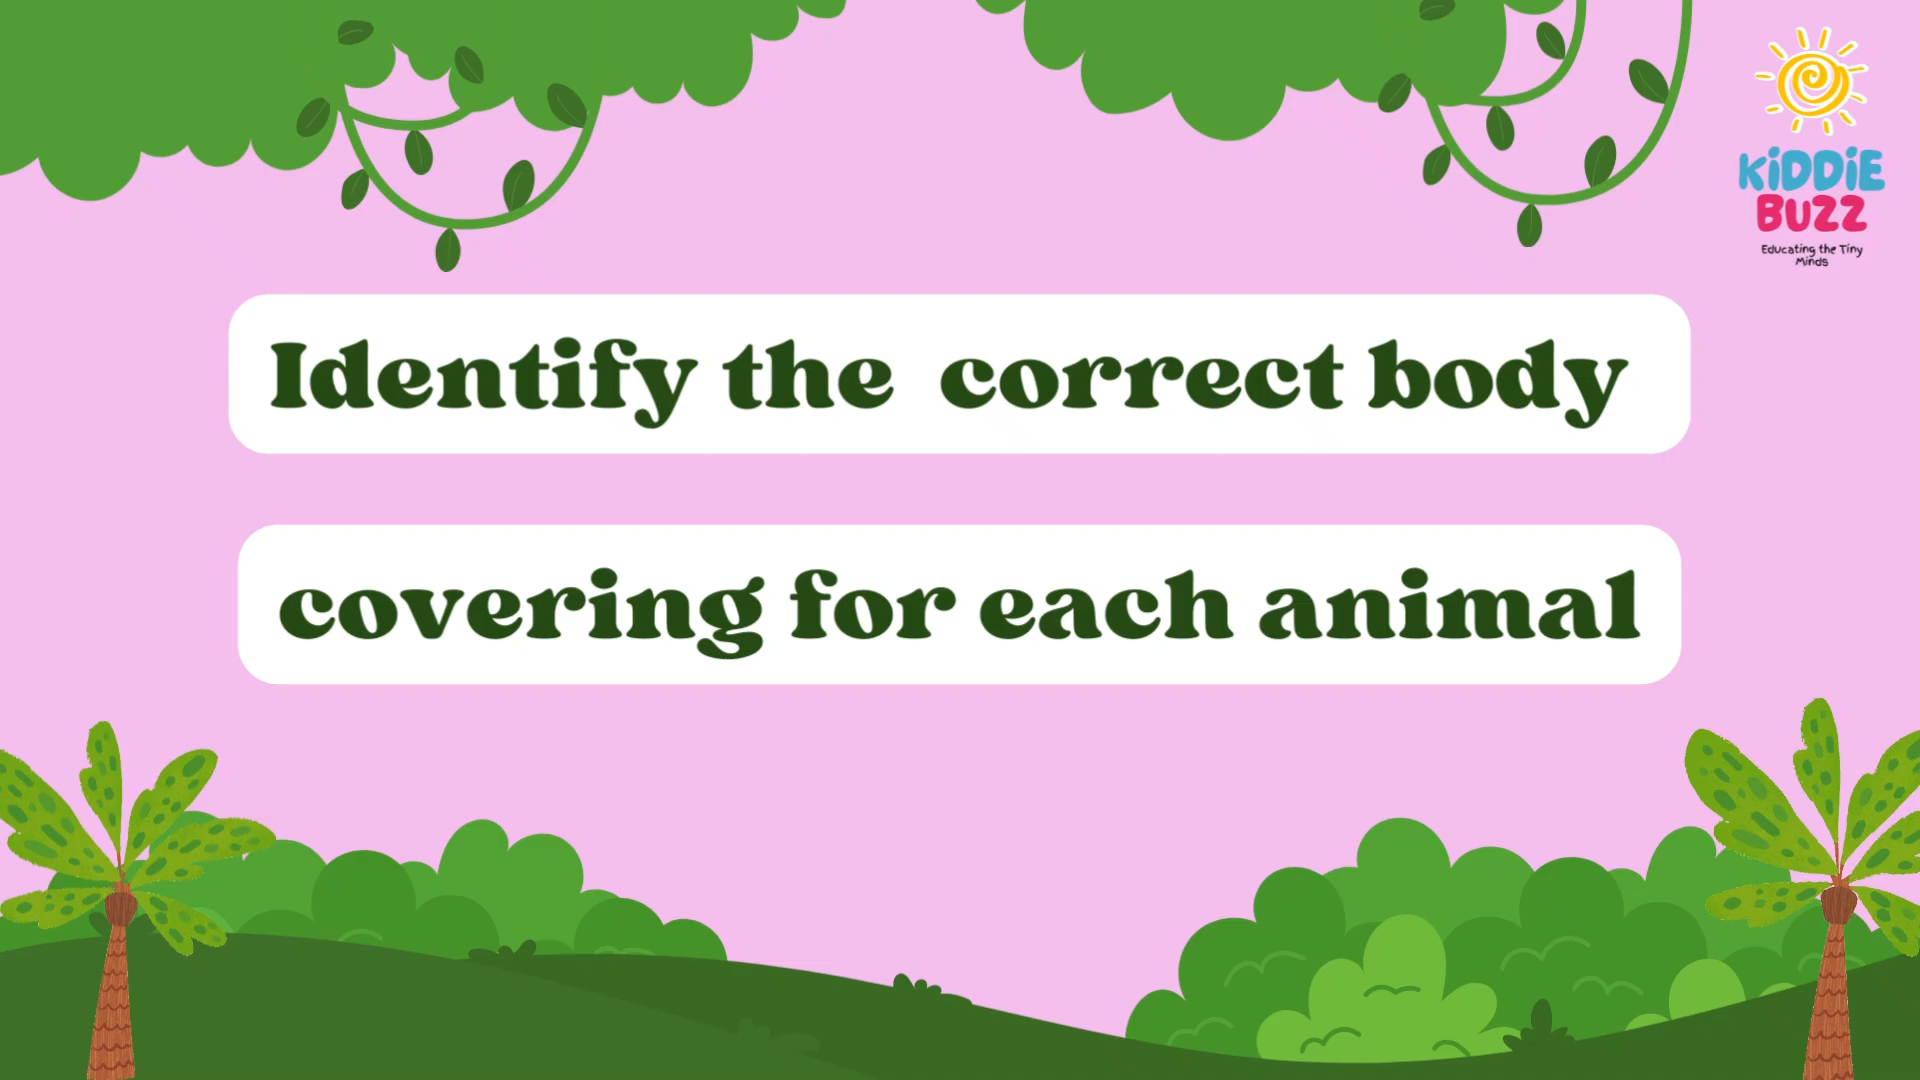 KiDDiE
BUZZ
Educating the Tiny
Minds
Identify the correct body
covering for each animal